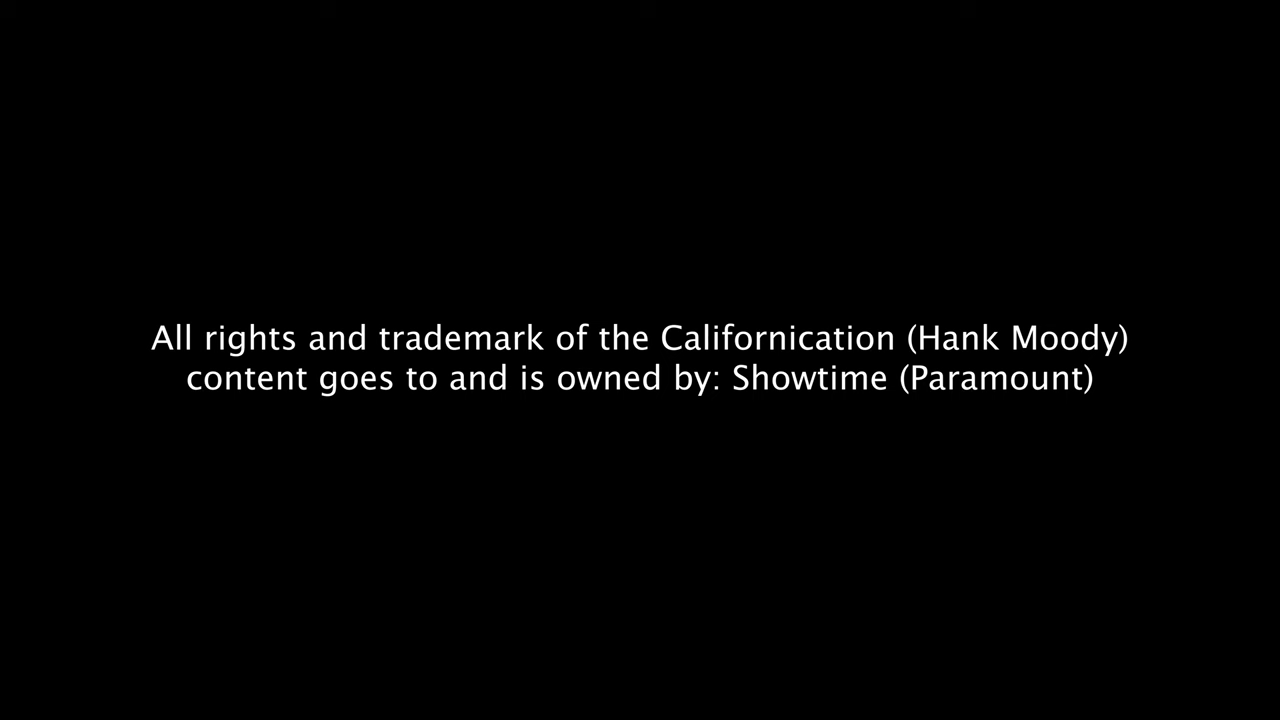 All rights and trademark of the Californication (Hank Moody)
content goes to and is owned by: Showtime (Paramount)